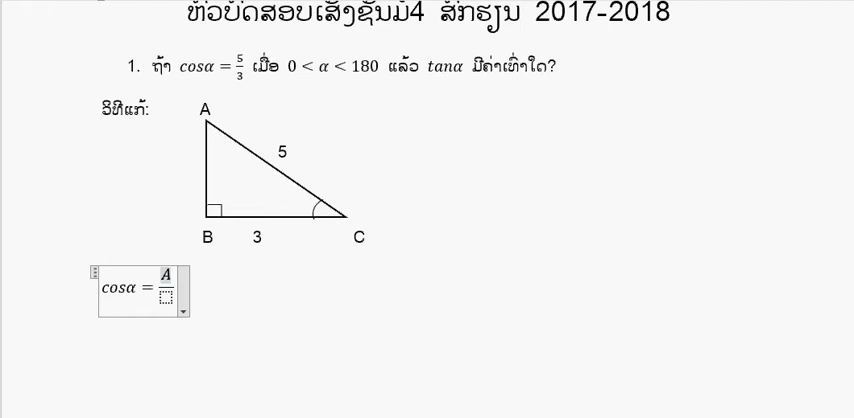 ຫົວບົດສອບເສັງຊັ້ນມ4 ສົກຮຽນ 2017-2018
1. ຖ້າ cosα = 5/3 ເມື່ອ 0 < α < 180 ແລ້ວ tanα ມີຄ່າເທົ່າໃດ?
ວິທີແກ້:
A
5
B 3 C
cosα = A/